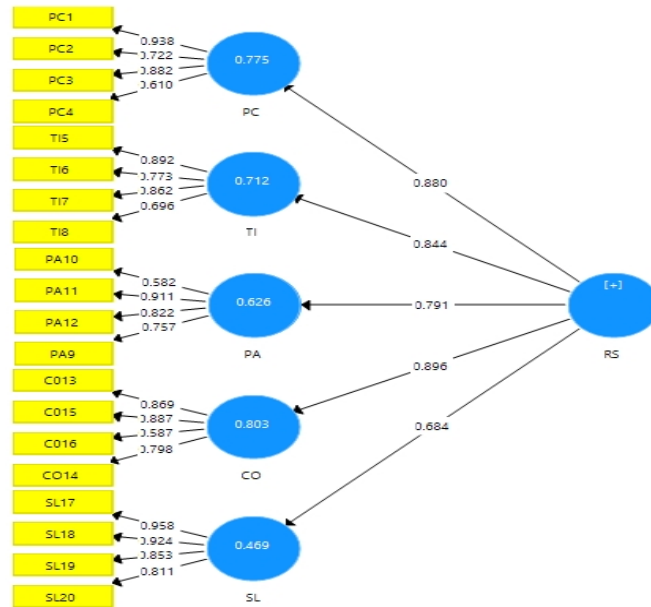 PC1
PC2
PC3
PC4
0.938
0.722
0.882
0.610
0.775
PC
TI5
TI6
TI7
TI8
0.892
0.773
0.862
0.696
0.712
TI
PA10
PA11
PA12
PA9
0.582
0.911
0.822
0.757
0.626
PA
C013
C015
C016
CO14
0.869
0.887
0.587
0.798
0.803
CO
SL17
SL18
SL19
SL20
0.958
0.924
0.853
0.811
0.469
SL
0.880
0.844
0.791
0.896
0.684
[+]
RS